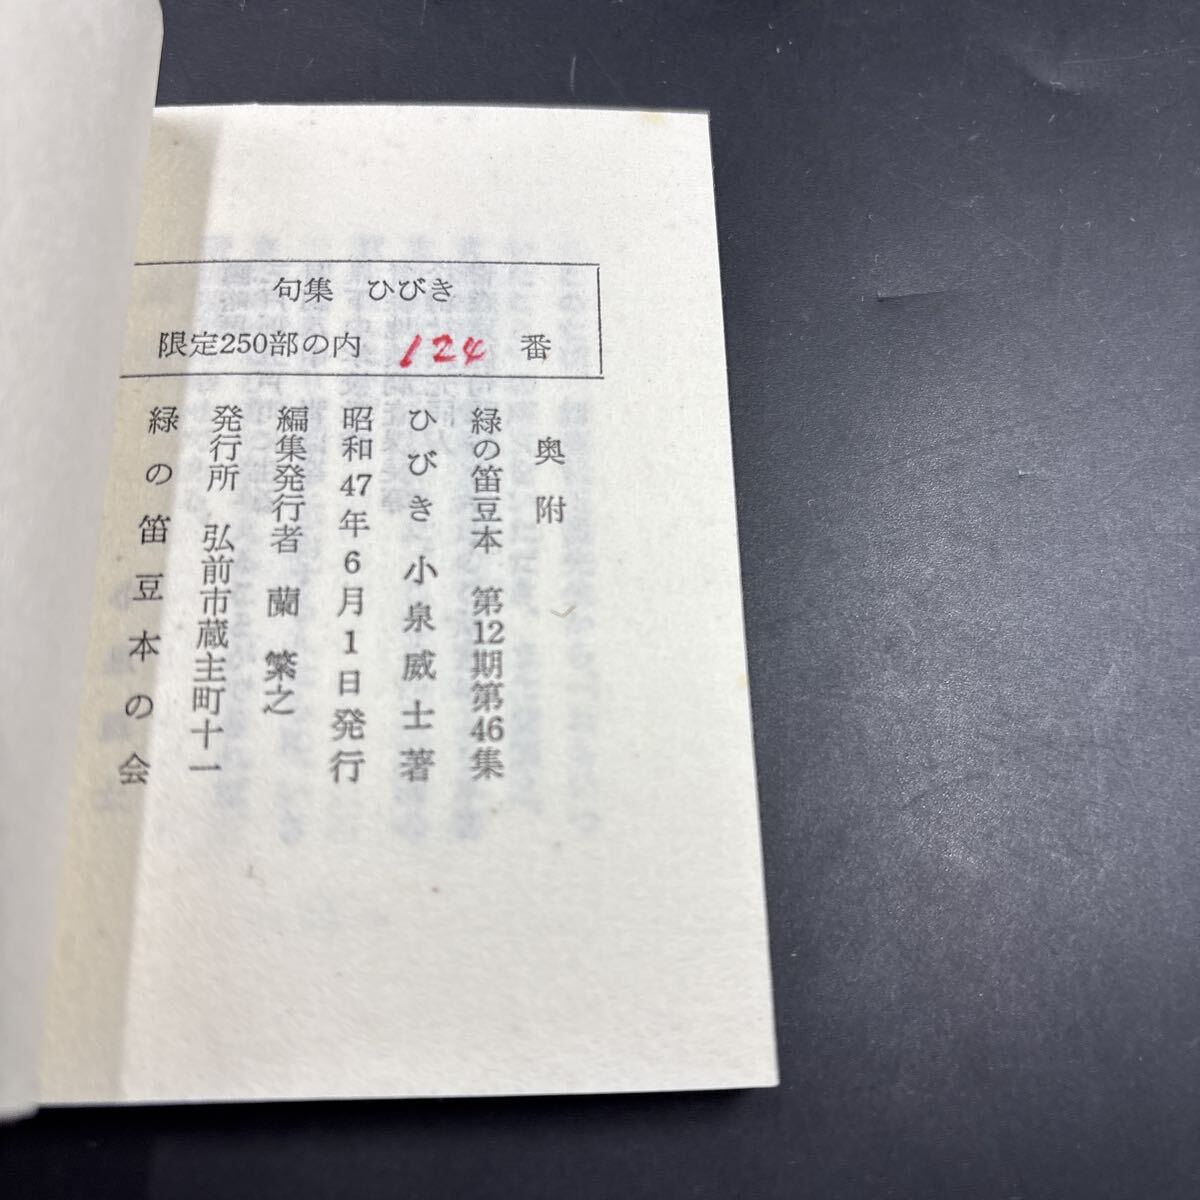 句集　ひびき
限定250部の内　124　番
奥附
緑の笛豆本　第12期第46集
ひびき　小泉威士著
昭和47年6月1日発行
編集発行者　蘭　繁之
発行所　弘前市蔵主町十一
緑の笛豆本の会